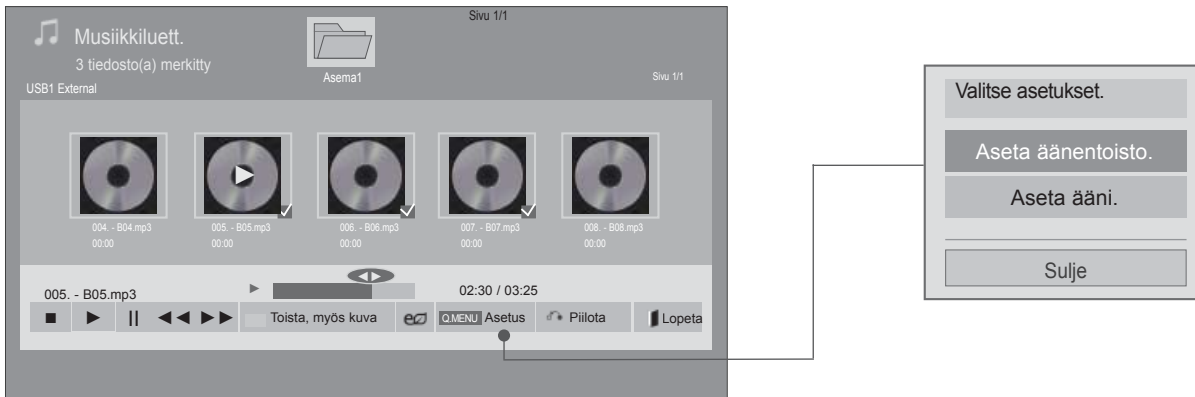 Sivu 1/1
Musiikkiluett.
3 tiedosto(a) merkitty
Asema1
Sivu 1/1
USB1 External
004. - B04.mp3
00:00
005. - B05.mp3
00:00
006. - B06.mp3
00:00
007. - B07.mp3
00:00
008. - B08.mp3
00:00
005. - B05.mp3
02:30 / 03:25
Toista, myös kuva
Q.MENU Asetus
Piilota
Lopeta
Valitse asetukset.
Aseta äänentoisto.
Aseta ääni.
Sulje